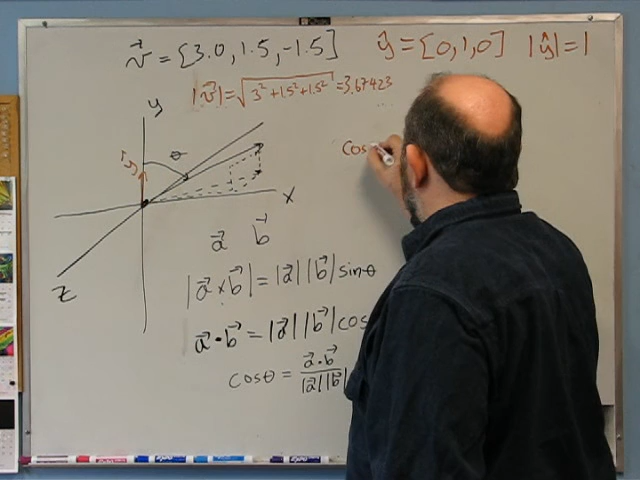 v⃗ = [3.0, 1.5, -1.5] ŷ = [0, 1, 0] |ŷ| = 1
|v⃗| = √3² + 1.5² + 1.5² = 3.67423
y
cos
ŷ θ
x
a⃗ b⃗
z
|a⃗ × b⃗| = |a⃗| |b⃗| sinθ
a⃗ · b⃗ = |a⃗| |b⃗| cos
cosθ = a⃗ · b⃗
|a⃗| |b⃗|